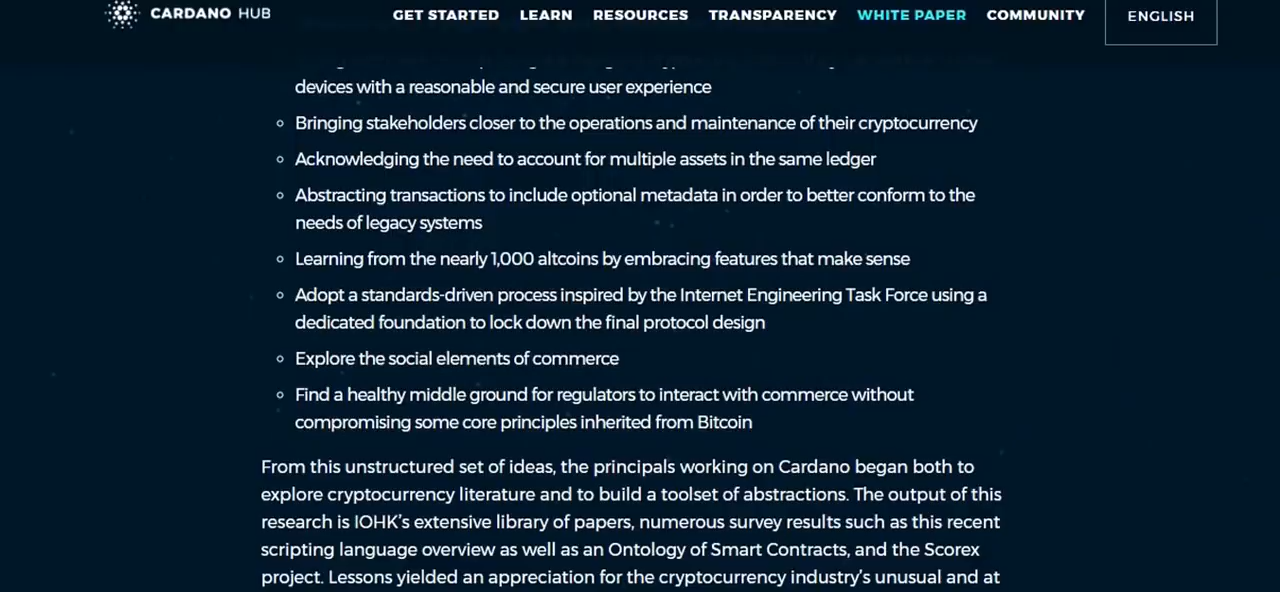 CARDANO HUB
GET STARTED LEARN RESOURCES TRANSPARENCY WHITE PAPER COMMUNITY ENGLISH
devices with a reasonable and secure user experience
Bringing stakeholders closer to the operations and maintenance of their cryptocurrency
Acknowledging the need to account for multiple assets in the same ledger
Abstracting transactions to include optional metadata in order to better conform to the
needs of legacy systems
Learning from the nearly 1,000 altcoins by embracing features that make sense
Adopt a standards-driven process inspired by the Internet Engineering Task Force using a
dedicated foundation to lock down the final protocol design
Explore the social elements of commerce
Find a healthy middle ground for regulators to interact with commerce without
compromising some core principles inherited from Bitcoin
From this unstructured set of ideas, the principals working on Cardano began both to
explore cryptocurrency literature and to build a toolset of abstractions. The output of this
research is IOHK's extensive library of papers, numerous survey results such as this recent
scripting language overview as well as an Ontology of Smart Contracts, and the Scorex
project. Lessons yielded an appreciation for the cryptocurrency industry's unusual and at